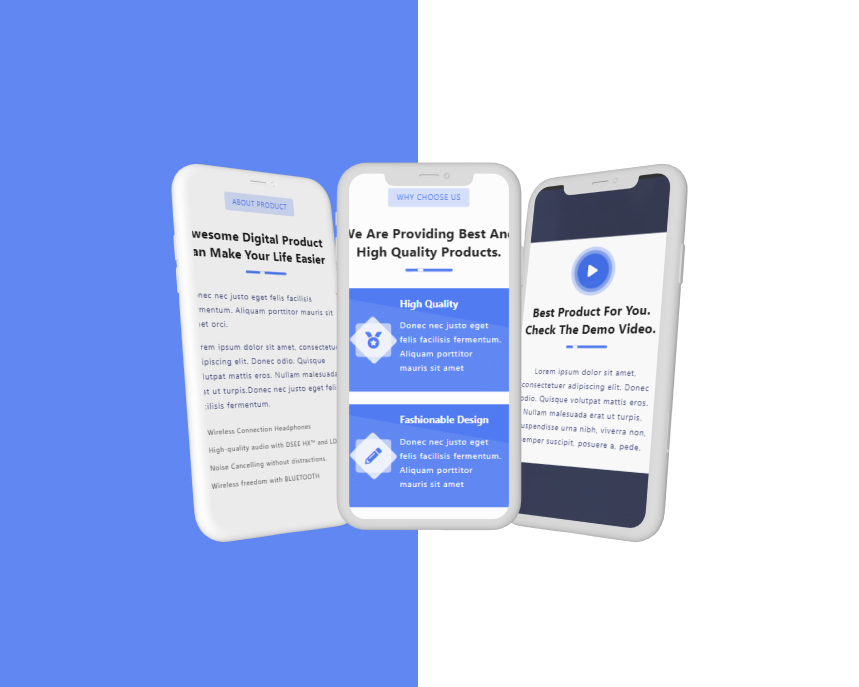 ABOUT PRODUCT
wesome Digital Product
an Make Your Life Easier
nec nec justo eget felis facilisis
mentum. Aliquam porttitor mauris sit
et orci.
rem ipsum dolor sit amet, consectetue
ipiscing elit. Donec odio. Quisque
lutpat mattis eros. Nullam malesuada
at ut turpis.Donec nec justo eget feli
cilisis fermentum.
Wireless Connection Headphones
High-quality audio with DSEE HX™ and LD
Noise Cancelling without distractions.
Wireless freedom with BLUETOOTH
WHY CHOOSE US
We Are Providing Best And
High Quality Products.
High Quality
Donec nec justo eget
felis facilisis fermentum.
Aliquam porttitor
mauris sit amet
Fashionable Design
Donec nec justo eget
felis facilisis fermentum.
Aliquam porttitor
mauris sit amet
Best Product For You.
Check The Demo Video.
Lorem ipsum dolor sit amet,
consectetuer adipiscing elit. Donec
odio. Quisque volutpat mattis eros.
Nullam malesuada erat ut turpis.
uspendisse urna nibh, viverra non,
emper suscipit, posuere a, pede.